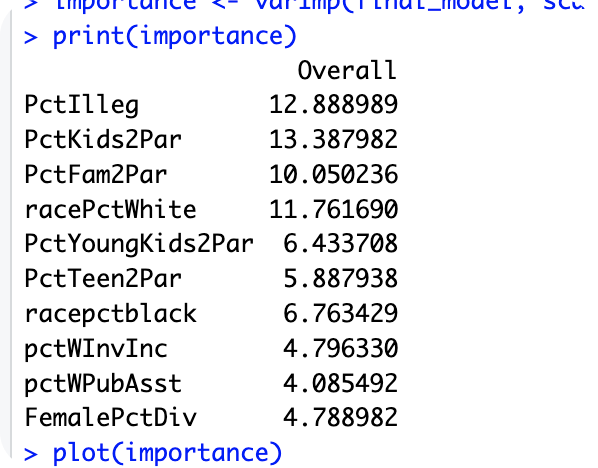 > importance <- varImp(final_model, sca
> print(importance)
Overall
PctIlleg 12.888989
PctKids2Par 13.387982
PctFam2Par 10.050236
racePctWhite 11.761690
PctYoungKids2Par 6.433708
PctTeen2Par 5.887938
racepctblack 6.763429
pctWInvInc 4.796330
pctWPubAsst 4.085492
FemalePctDiv 4.788982
> plot(importance)